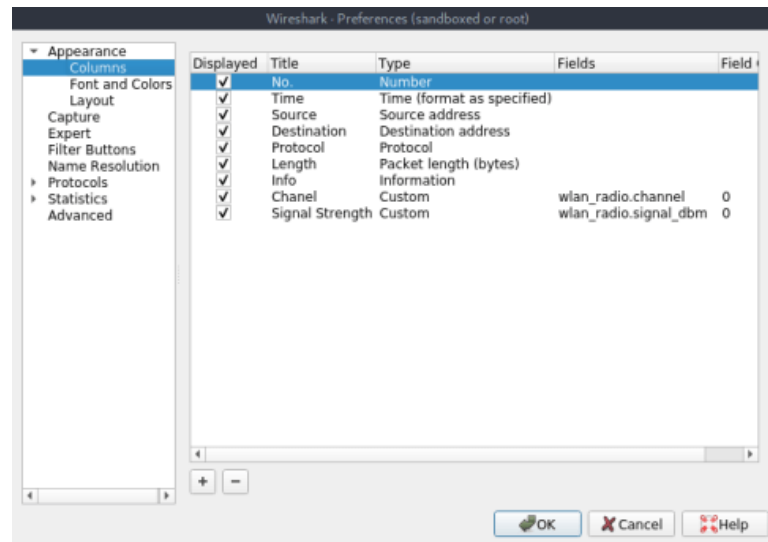 Wireshark · Preferences (sandboxed or root)
Appearance
Columns
Font and Colors
Layout
Capture
Expert
Filter Buttons
Name Resolution
Protocols
Statistics
Advanced
Displayed Title Type Fields Field
No. Number
Time Time (format as specified)
Source Source address
Destination Destination address
Protocol Protocol
Length Packet length (bytes)
Info Information
Chanel Custom wlan_radio.channel 0
Signal Strength Custom wlan_radio.signal_dbm 0
+ −
OK Cancel Help